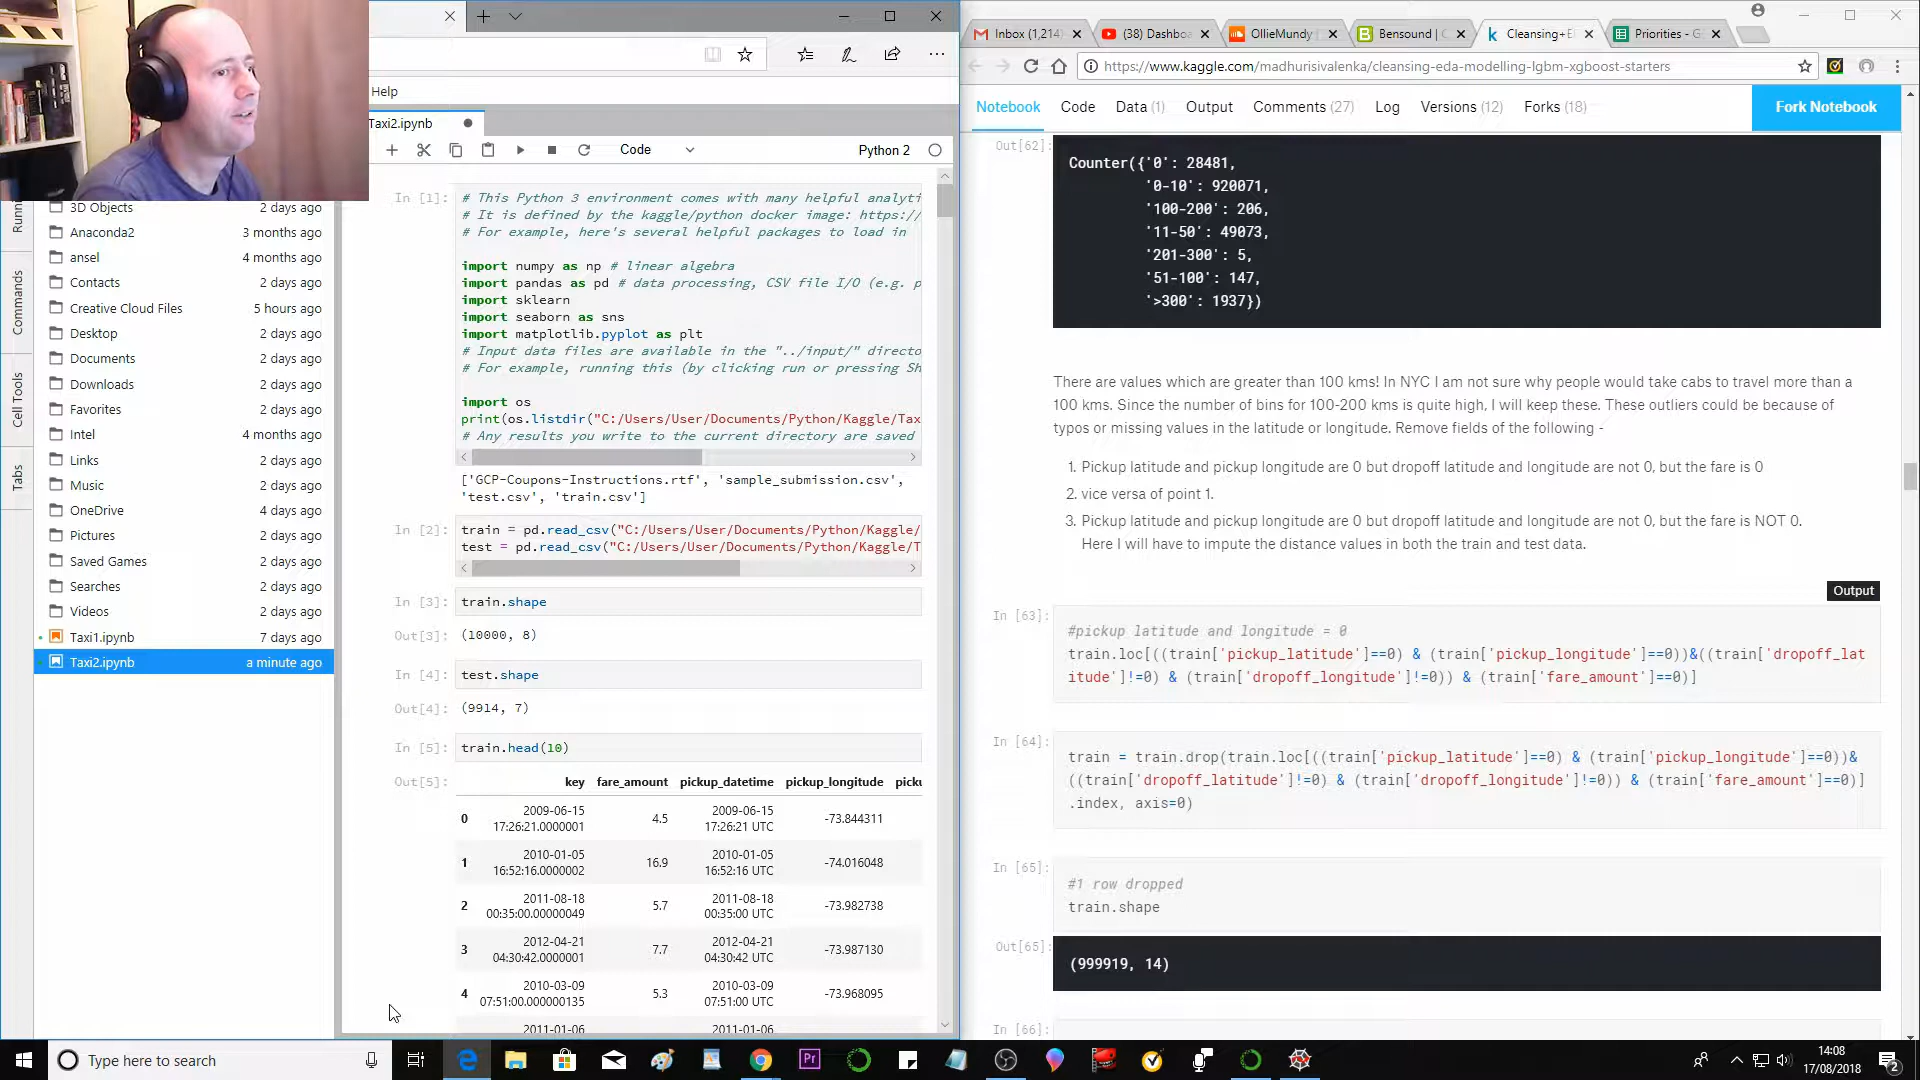 Help
Taxi2.ipynb
Code
Python 2
Running
Commands
Cell Tools
Tabs
3D Objects 2 days ago
Anaconda2 3 months ago
ansel 4 months ago
Contacts 2 days ago
Creative Cloud Files 5 hours ago
Desktop 2 days ago
Documents 2 days ago
Downloads 2 days ago
Favorites 2 days ago
Intel 4 months ago
Links 2 days ago
Music 2 days ago
OneDrive 4 days ago
Pictures 2 days ago
Saved Games 2 days ago
Searches 2 days ago
Videos 2 days ago
Taxi1.ipynb 7 days ago
Taxi2.ipynb a minute ago
In [1]:
# This Python 3 environment comes with many helpful analyti
# It is defined by the kaggle/python docker image: https://
# For example, here's several helpful packages to load in
import numpy as np # linear algebra
import pandas as pd # data processing, CSV file I/O (e.g. p
import sklearn
import seaborn as sns
import matplotlib.pyplot as plt
# Input data files are available in the "../input/" directo
# For example, running this (by clicking run or pressing Sh
import os
print(os.listdir("C:/Users/User/Documents/Python/Kaggle/Tax
# Any results you write to the current directory are saved
['GCP-Coupons-Instructions.rtf', 'sample_submission.csv',
'test.csv', 'train.csv']
In [2]: train = pd.read_csv("C:/Users/User/Documents/Python/Kaggle/
test = pd.read_csv("C:/Users/User/Documents/Python/Kaggle/T
In [3]: train.shape
Out[3]: (10000, 8)
In [4]: test.shape
Out[4]: (9914, 7)
In [5]: train.head(10)
Out[5]: key fare_amount pickup_datetime pickup_longitude picku
0 2009-06-15 17:26:21.0000001 4.5 2009-06-15 17:26:21 UTC -73.844311
1 2010-01-05 16:52:16.0000002 16.9 2010-01-05 16:52:16 UTC -74.016048
2 2011-08-18 00:35:00.00000049 5.7 2011-08-18 00:35:00 UTC -73.982738
3 2012-04-21 04:30:42.0000001 7.7 2012-04-21 04:30:42 UTC -73.987130
4 2010-03-09 07:51:00.000000135 5.3 2010-03-09 07:51:00 UTC -73.968095
2011-01-06 2011-01-06
Inbox (1,214)
(38) Dashbo
OllieMundy
Bensound |
Cleansing+E
Priorities - G
https://www.kaggle.com/madhurisivalenka/cleansing-eda-modelling-lgbm-xgboost-starters
Notebook Code Data (1) Output Comments (27) Log Versions (12) Forks (18)
Fork Notebook
Out[62]:
Counter({'0': 28481,
'0-10': 920071,
'100-200': 206,
'11-50': 49073,
'201-300': 5,
'51-100': 147,
'>300': 1937})
There are values which are greater than 100 kms! In NYC I am not sure why people would take cabs to travel more than a
100 kms. Since the number of bins for 100-200 kms is quite high, I will keep these. These outliers could be because of
typos or missing values in the latitude or longitude. Remove fields of the following -
1. Pickup latitude and pickup longitude are 0 but dropoff latitude and longitude are not 0, but the fare is 0
2. vice versa of point 1.
3. Pickup latitude and pickup longitude are 0 but dropoff latitude and longitude are not 0, but the fare is NOT 0.
Here I will have to impute the distance values in both the train and test data.
Output
In [63]:
#pickup latitude and longitude = 0
train.loc[((train['pickup_latitude']==0) & (train['pickup_longitude']==0))&((train['dropoff_lat
itude']!=0) & (train['dropoff_longitude']!=0)) & (train['fare_amount']==0)]
In [64]:
train = train.drop(train.loc[((train['pickup_latitude']==0) & (train['pickup_longitude']==0))&
((train['dropoff_latitude']!=0) & (train['dropoff_longitude']!=0)) & (train['fare_amount']==0)]
.index, axis=0)
In [65]:
#1 row dropped
train.shape
Out[65]:
(999919, 14)
In [66]:
Type here to search
Pr
14:08
17/08/2018
2